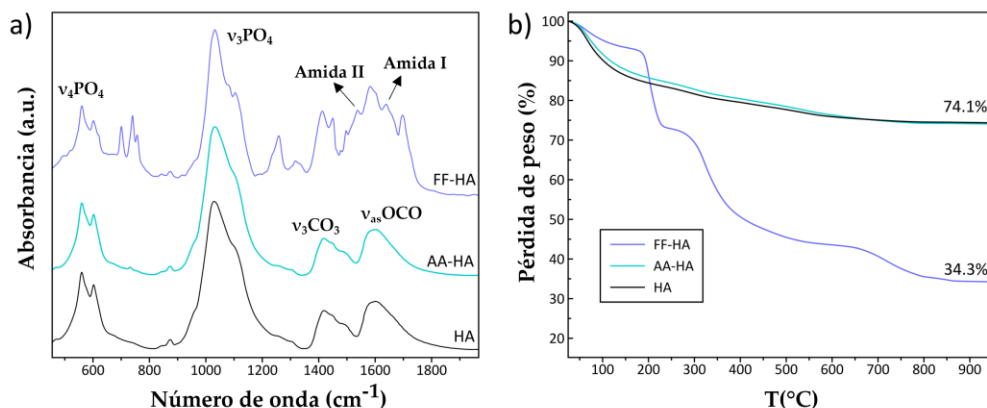 a)
Absorbancia (a.u.)
ν₄PO₄
ν₃PO₄
Amida II
Amida I
FF-HA
ν₃CO₃
νₐₛOCO
AA-HA
HA
600 800 1000 1200 1400 1600 1800
Número de onda (cm⁻¹)
b)
Pérdida de peso (%)
100
90
80
70
60
50
40
30
20
74.1%
34.3%
FF-HA
AA-HA
HA
100 200 300 400 500 600 700 800 900
T(°C)